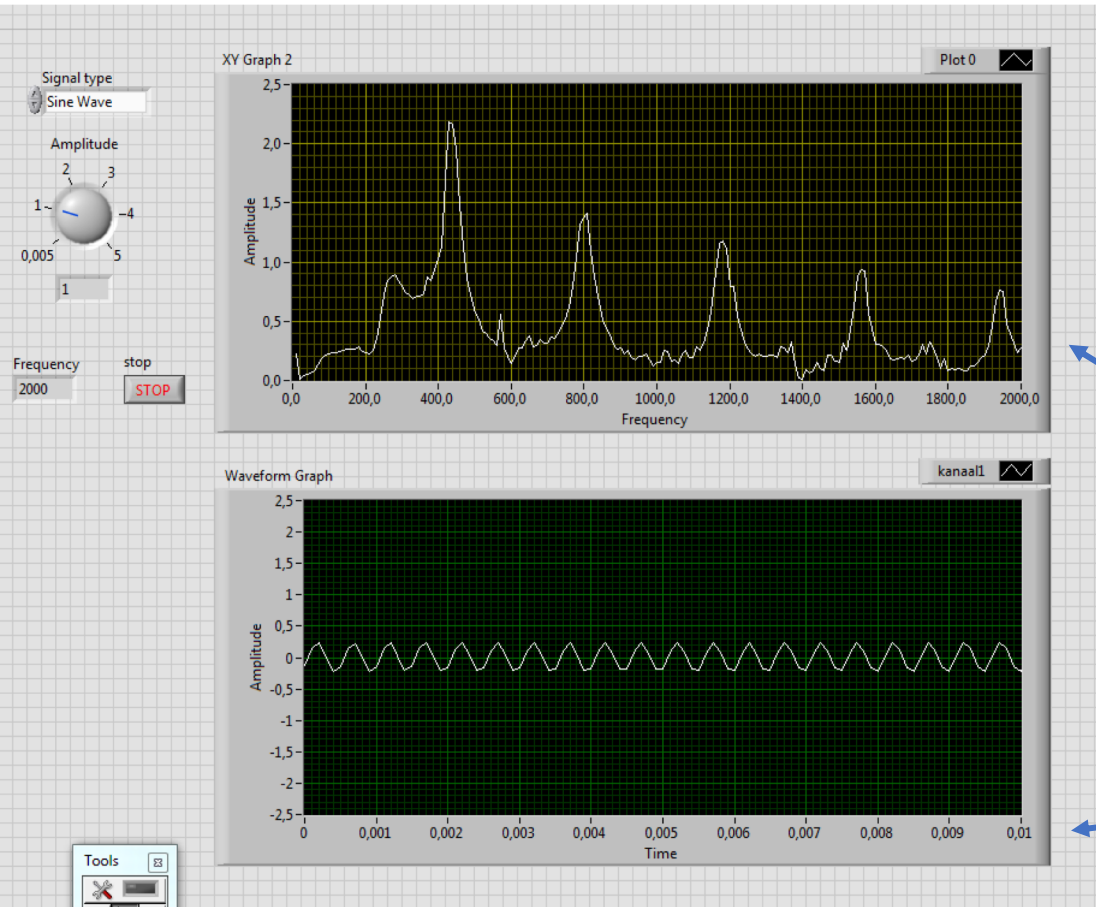 XY Graph 2
Plot 0
Signal type
Sine Wave
Amplitude
2
3
1
4
0,005
5
1
Frequency
2000
stop
STOP
2,5
2,0
1,5
1,0
0,5
0,0
Amplitude
0,0 200,0 400,0 600,0 800,0 1000,0 1200,0 1400,0 1600,0 1800,0 2000,0
Frequency
Waveform Graph
kanaal1
2,5
2
1,5
1
0,5
0
-0,5
-1
-1,5
-2
-2,5
Amplitude
0 0,001 0,002 0,003 0,004 0,005 0,006 0,007 0,008 0,009 0,01
Time
Tools